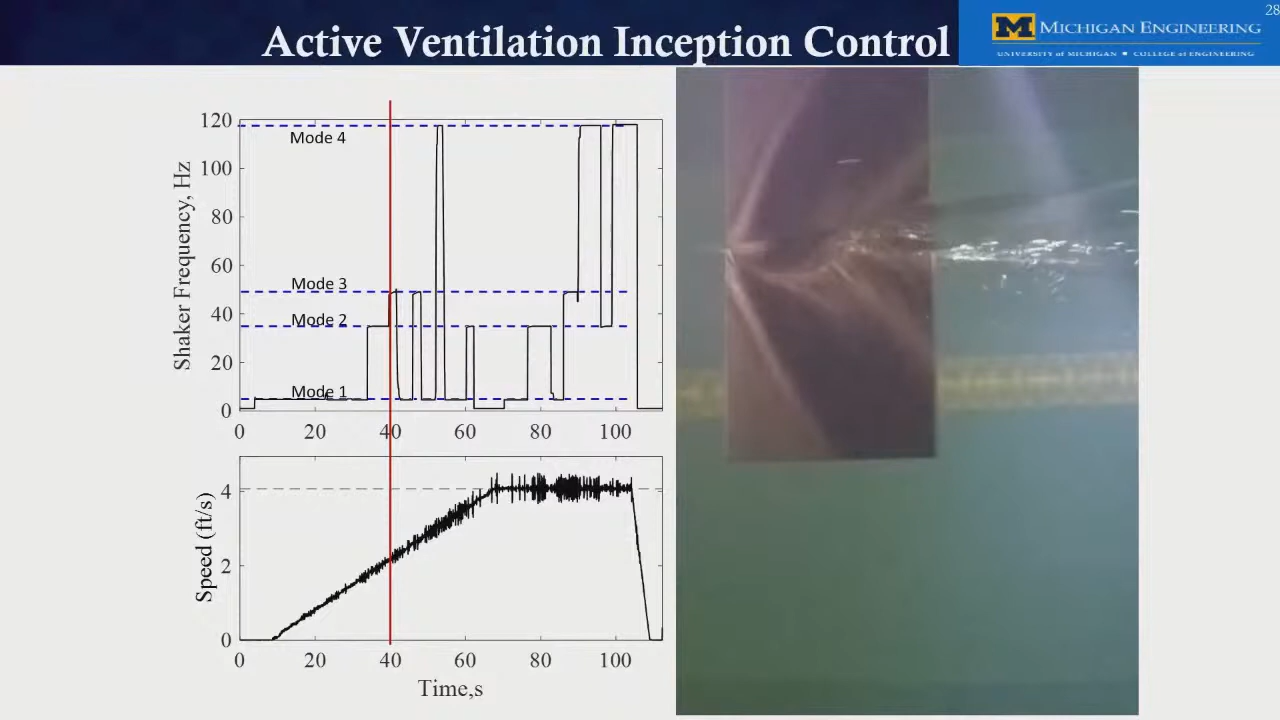 28
Active Ventilation Inception Control
M MICHIGAN ENGINEERING
UNIVERSITY of MICHIGAN ■ COLLEGE of ENGINEERING
Shaker Frequency, Hz
120
100
80
60
40
20
0
Mode 4
Mode 3
Mode 2
Mode 1
0 20 40 60 80 100
Speed (ft/s)
4
2
0
0 20 40 60 80 100
Time,s